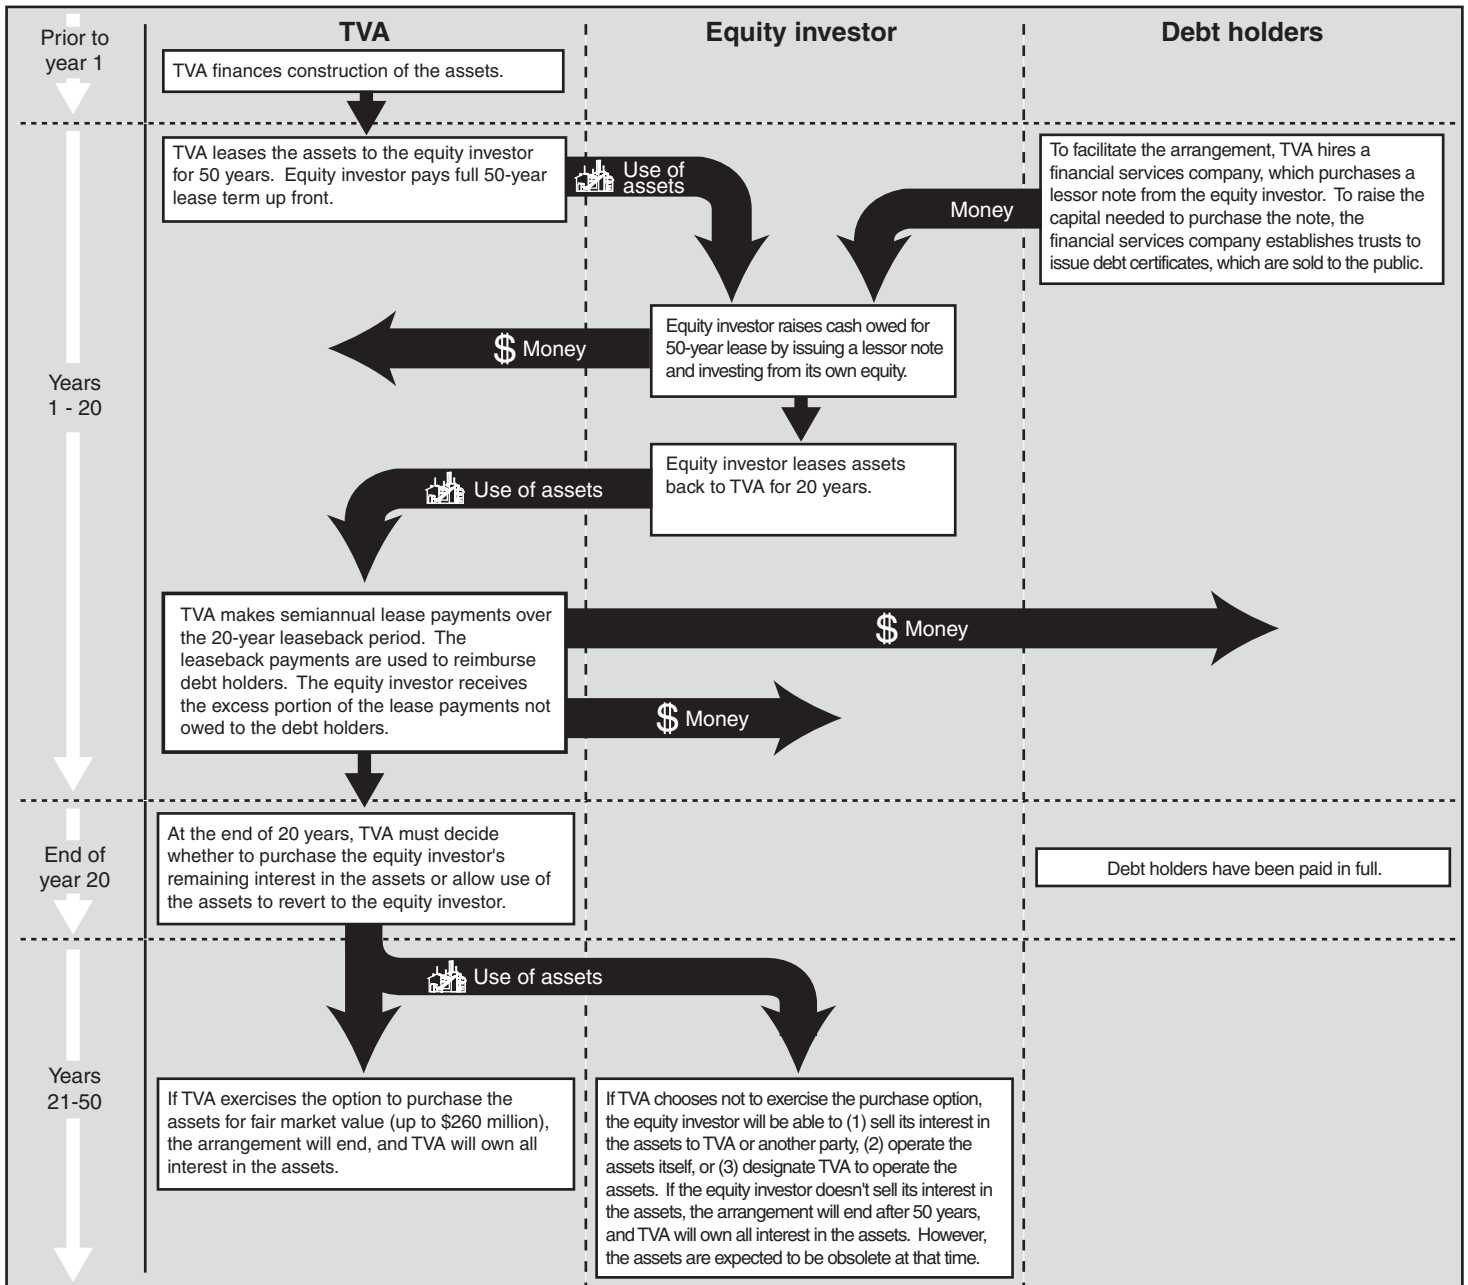 TVA
Equity investor
Debt holders
Prior to
year 1
TVA finances construction of the assets.
Years
1 - 20
TVA leases the assets to the equity investor
for 50 years. Equity investor pays full 50-year
lease term up front.
Use of
assets
Money
To facilitate the arrangement, TVA hires a
financial services company, which purchases a
lessor note from the equity investor. To raise the
capital needed to purchase the note, the
financial services company establishes trusts to
issue debt certificates, which are sold to the public.
$ Money
Equity investor raises cash owed for
50-year lease by issuing a lessor note
and investing from its own equity.
Use of assets
Equity investor leases assets
back to TVA for 20 years.
TVA makes semiannual lease payments over
the 20-year leaseback period. The
leaseback payments are used to reimburse
debt holders. The equity investor receives
the excess portion of the lease payments not
owed to the debt holders.
$ Money
$ Money
End of
year 20
At the end of 20 years, TVA must decide
whether to purchase the equity investor's
remaining interest in the assets or allow use of
the assets to revert to the equity investor.
Debt holders have been paid in full.
Use of assets
Years
21-50
If TVA exercises the option to purchase the
assets for fair market value (up to $260 million),
the arrangement will end, and TVA will own all
interest in the assets.
If TVA chooses not to exercise the purchase option,
the equity investor will be able to (1) sell its interest in
the assets to TVA or another party, (2) operate the
assets itself, or (3) designate TVA to operate the
assets. If the equity investor doesn't sell its interest in
the assets, the arrangement will end after 50 years,
and TVA will own all interest in the assets. However,
the assets are expected to be obsolete at that time.